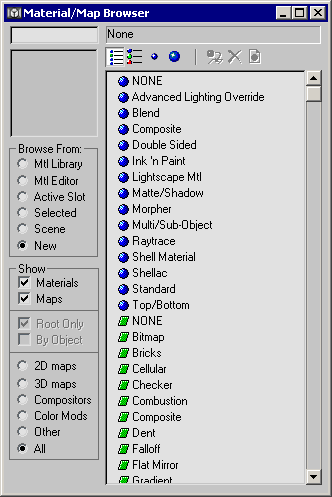 Material/Map Browser
None
Browse From:
Mtl Library
Mtl Editor
Active Slot
Selected
Scene
New
Show
Materials
Maps
Root Only
By Object
2D maps
3D maps
Compositors
Color Mods
Other
All
NONE
Advanced Lighting Override
Blend
Composite
Double Sided
Ink 'n Paint
Lightscape Mtl
Matte/Shadow
Morpher
Multi/Sub-Object
Raytrace
Shell Material
Shellac
Standard
Top/Bottom
NONE
Bitmap
Bricks
Cellular
Checker
Combustion
Composite
Dent
Falloff
Flat Mirror
Gradient